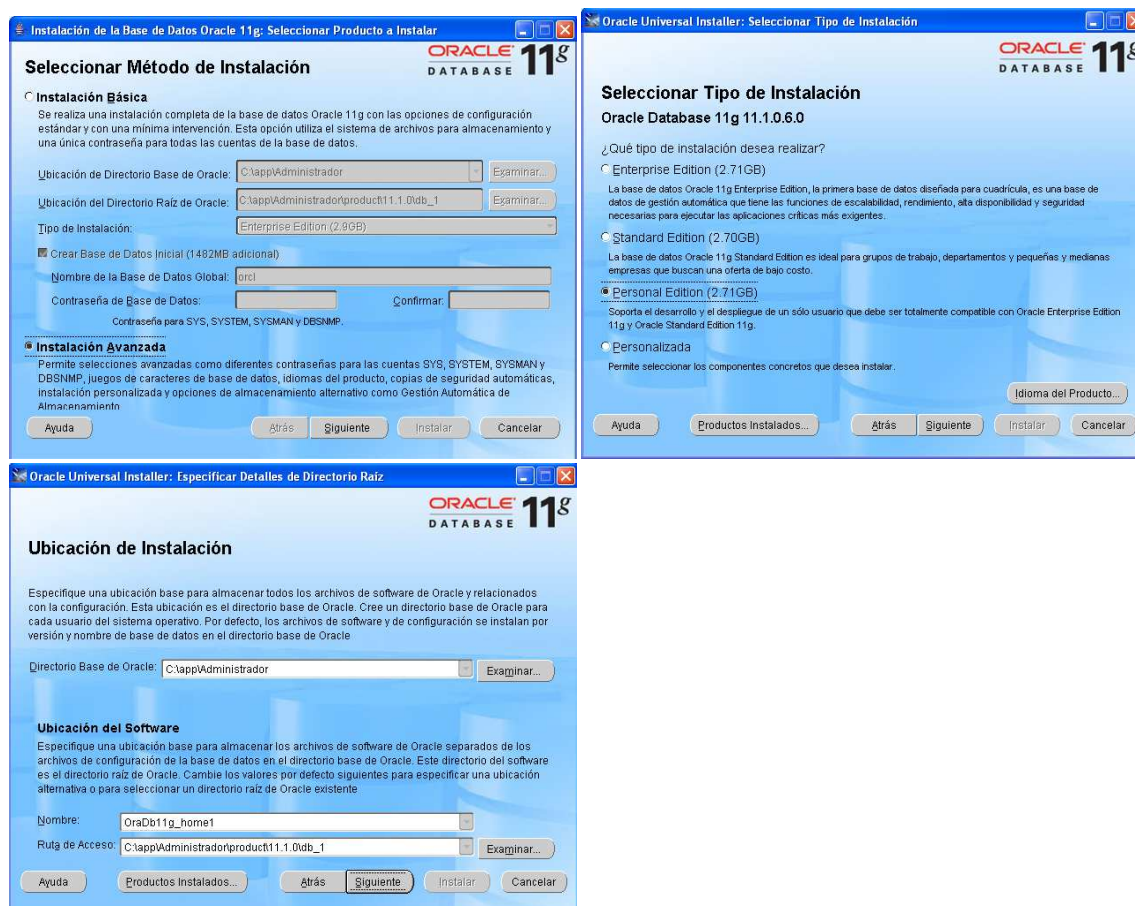 Instalación de la Base de Datos Oracle 11g: Seleccionar Producto a Instalar
ORACLE 11g
DATABASE
Seleccionar Método de Instalación
Instalación Básica
Se realiza una instalación completa de la base de datos Oracle 11g con las opciones de configuración
estándar y con una mínima intervención. Esta opción utiliza el sistema de archivos para almacenamiento y
una única contraseña para todas las cuentas de la base de datos.
Ubicación de Directorio Base de Oracle: C:\app\Administrador Examinar...
Ubicación del Directorio Raíz de Oracle: C:\app\Administrador\product\11.1.0\db_1 Examinar...
Tipo de Instalación: Enterprise Edition (2.9GB)
Crear Base de Datos Inicial (1482MB adicional)
Nombre de la Base de Datos Global: orcl
Contraseña de Base de Datos: Confirmar:
Contraseña para SYS, SYSTEM, SYSMAN y DBSNMP.
Instalación Avanzada
Permite selecciones avanzadas como diferentes contraseñas para las cuentas SYS, SYSTEM, SYSMAN y
DBSNMP, juegos de caracteres de base de datos, idiomas del producto, copias de seguridad automáticas,
instalación personalizada y opciones de almacenamiento alternativo como Gestión Automática de
Almacenamiento
Ayuda Atrás Siguiente Instalar Cancelar
Oracle Universal Installer: Seleccionar Tipo de Instalación
ORACLE 11g
DATABASE
Seleccionar Tipo de Instalación
Oracle Database 11g 11.1.0.6.0
¿Qué tipo de instalación desea realizar?
Enterprise Edition (2.71GB)
La base de datos Oracle 11g Enterprise Edition, la primera base de datos diseñada para cuadrícula, es una base de
datos de gestión automática que tiene las funciones de escalabilidad, rendimiento, alta disponibilidad y seguridad
necesarias para ejecutar las aplicaciones críticas más exigentes.
Standard Edition (2.70GB)
La base de datos Oracle 11g Standard Edition es ideal para grupos de trabajo, departamentos y pequeñas y medianas
empresas que buscan una oferta de bajo costo.
Personal Edition (2.71GB)
Soporta el desarrollo y el despliegue de un sólo usuario que debe ser totalmente compatible con Oracle Enterprise Edition
11g y Oracle Standard Edition 11g.
Personalizada
Permite seleccionar los componentes concretos que desea instalar.
Idioma del Producto...
Ayuda Productos Instalados... Atrás Siguiente Instalar Cancelar
Oracle Universal Installer: Especificar Detalles de Directorio Raíz
ORACLE 11g
DATABASE
Ubicación de Instalación
Especifique una ubicación base para almacenar todos los archivos de software de Oracle y relacionados
con la configuración. Esta ubicación es el directorio base de Oracle. Cree un directorio base de Oracle para
cada usuario del sistema operativo. Por defecto, los archivos de software y de configuración se instalan por
versión y nombre de base de datos en el directorio base de Oracle
Directorio Base de Oracle: C:\app\Administrador Examinar...
Ubicación del Software
Especifique una ubicación base para almacenar los archivos de software de Oracle separados de los
archivos de configuración de la base de datos en el directorio base de Oracle. Este directorio del software
es el directorio raíz de Oracle. Cambie los valores por defecto siguientes para especificar una ubicación
alternativa o para seleccionar un directorio raíz de Oracle existente
Nombre: OraDb11g_home1
Ruta de Acceso: C:\app\Administrador\product\11.1.0\db_1 Examinar...
Ayuda Productos Instalados... Atrás Siguiente Instalar Cancelar